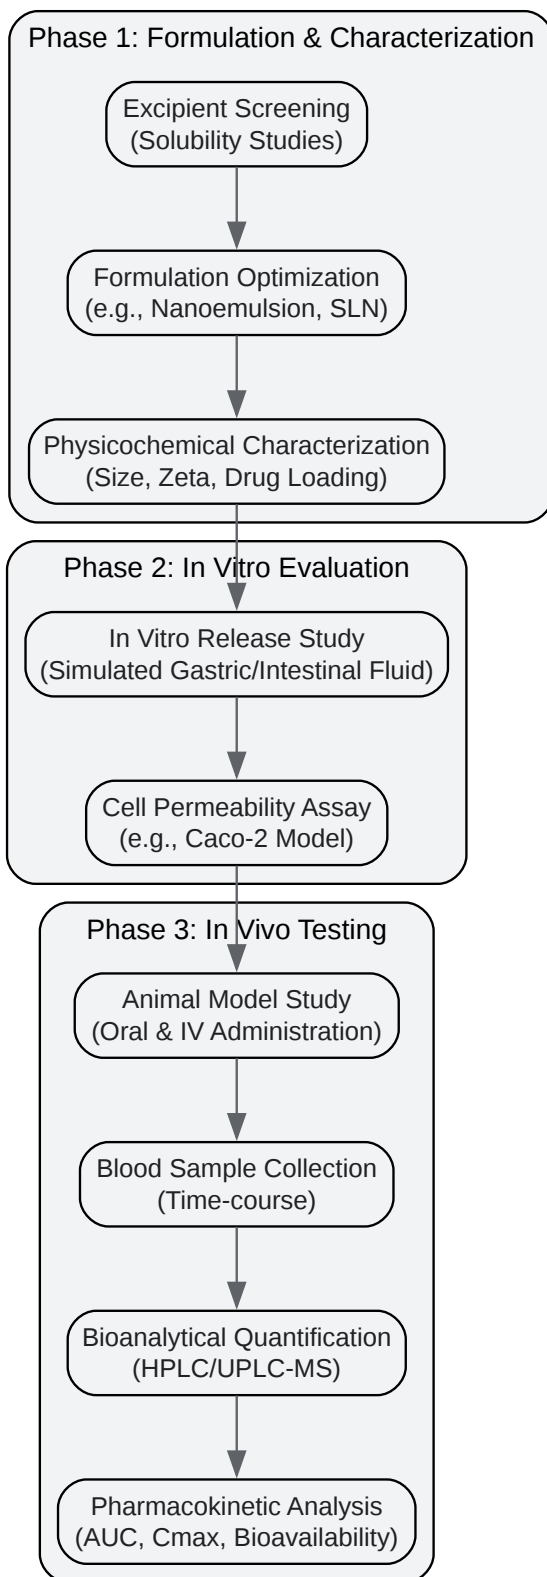 Phase 1: Formulation & Characterization
Excipient Screening
(Solubility Studies)
Formulation Optimization
(e.g., Nanoemulsion, SLN)
Physicochemical Characterization
(Size, Zeta, Drug Loading)
Phase 2: In Vitro Evaluation
In Vitro Release Study
(Simulated Gastric/Intestinal Fluid)
Cell Permeability Assay
(e.g., Caco-2 Model)
Phase 3: In Vivo Testing
Animal Model Study
(Oral & IV Administration)
Blood Sample Collection
(Time-course)
Bioanalytical Quantification
(HPLC/UPLC-MS)
Pharmacokinetic Analysis
(AUC, Cmax, Bioavailability)